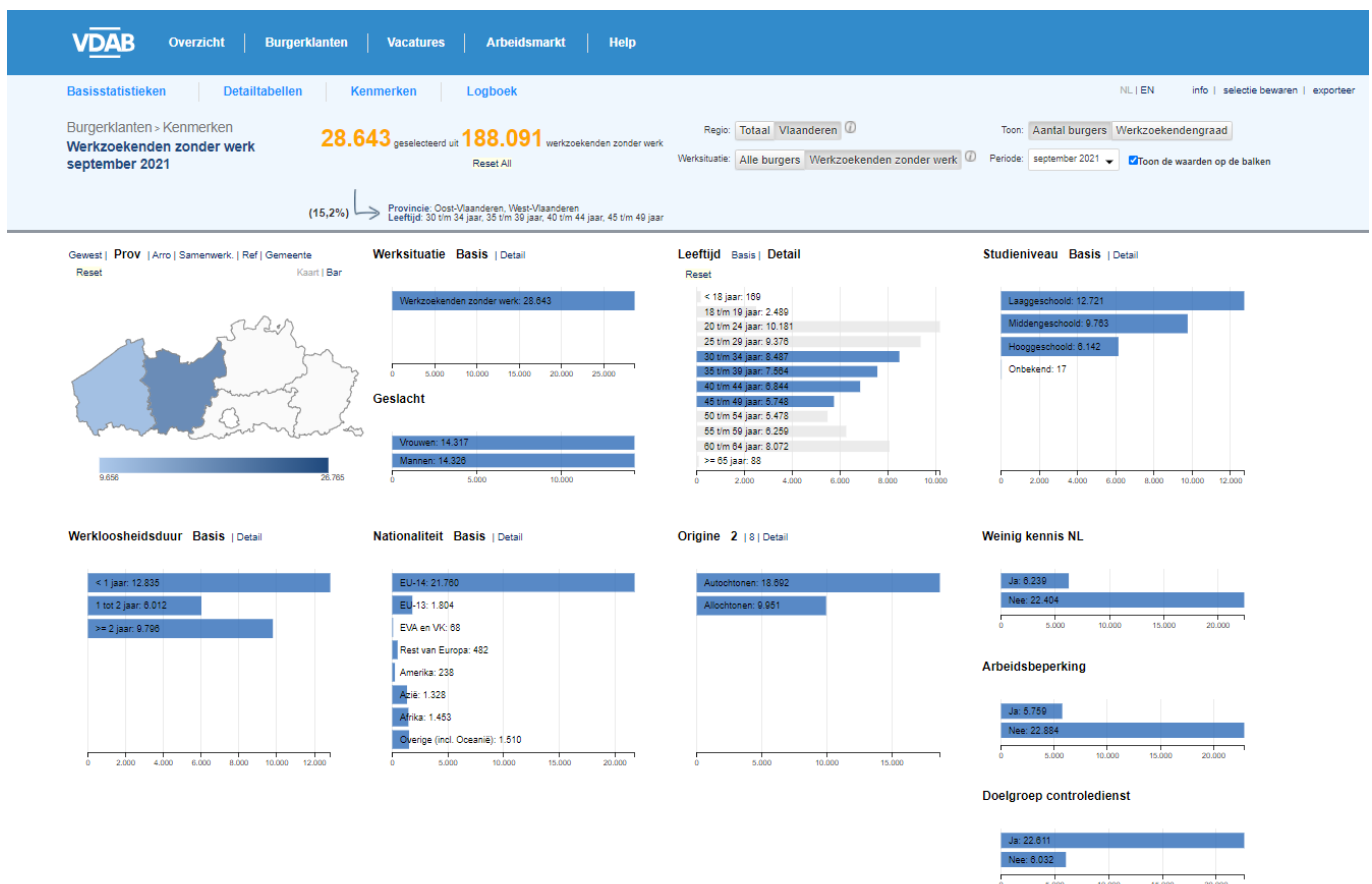 VDAB Overzicht Burgerklanten Vacatures Arbeidsmarkt Help
Basisstatistieken Detailtabellen Kenmerken Logboek NL | EN info | selectie bewaren | exporteer
Burgerklanten > Kenmerken
Werkzoekenden zonder werk
september 2021
28.643 geselecteerd uit 188.091 werkzoekenden zonder werk
Reset All
Regio: Totaal Vlaanderen
Toon: Aantal burgers Werkzoekendengraad
Werksituatie: Alle burgers Werkzoekenden zonder werk
Periode: september 2021 Toon de waarden op de balken
(15,2%) Provincie: Oost-Vlaanderen, West-Vlaanderen
Leeftijd: 30 t/m 34 jaar, 35 t/m 39 jaar, 40 t/m 44 jaar, 45 t/m 49 jaar
Gewest | Prov | Arro | Samenwerk. | Ref | Gemeente
Reset Kaart | Bar
9.656 26.765
Werksituatie Basis | Detail
Werkzoekenden zonder werk: 28.643
0 5.000 10.000 15.000 20.000 25.000
Geslacht
Vrouwen: 14.317
Mannen: 14.326
0 5.000 10.000
Leeftijd Basis | Detail
Reset
< 18 jaar: 169
18 t/m 19 jaar: 2.489
20 t/m 24 jaar: 10.181
25 t/m 29 jaar: 9.376
30 t/m 34 jaar: 8.487
35 t/m 39 jaar: 7.564
40 t/m 44 jaar: 6.844
45 t/m 49 jaar: 5.748
50 t/m 54 jaar: 5.478
55 t/m 59 jaar: 6.259
60 t/m 64 jaar: 8.072
>= 65 jaar: 88
0 2.000 4.000 6.000 8.000 10.000
Studieniveau Basis | Detail
Laaggeschoold: 12.721
Middengeschoold: 9.763
Hooggeschoold: 6.142
Onbekend: 17
0 2.000 4.000 6.000 8.000 10.000 12.000
Werkloosheidsduur Basis | Detail
< 1 jaar: 12.835
1 tot 2 jaar: 6.012
>= 2 jaar: 9.796
0 2.000 4.000 6.000 8.000 10.000 12.000
Nationaliteit Basis | Detail
EU-14: 21.760
EU-13: 1.804
EVA en VK: 68
Rest van Europa: 482
Amerika: 238
Azië: 1.328
Afrika: 1.453
Overige (incl. Oceanië): 1.510
0 5.000 10.000 15.000 20.000
Origine 2 | 8 | Detail
Autochtonen: 18.692
Allochtonen: 9.951
0 5.000 10.000 15.000
Weinig kennis NL
Ja: 6.239
Nee: 22.404
0 5.000 10.000 15.000 20.000
Arbeidsbeperking
Ja: 5.759
Nee: 22.884
0 5.000 10.000 15.000 20.000
Doelgroep controledienst
Ja: 22.611
Nee: 6.032